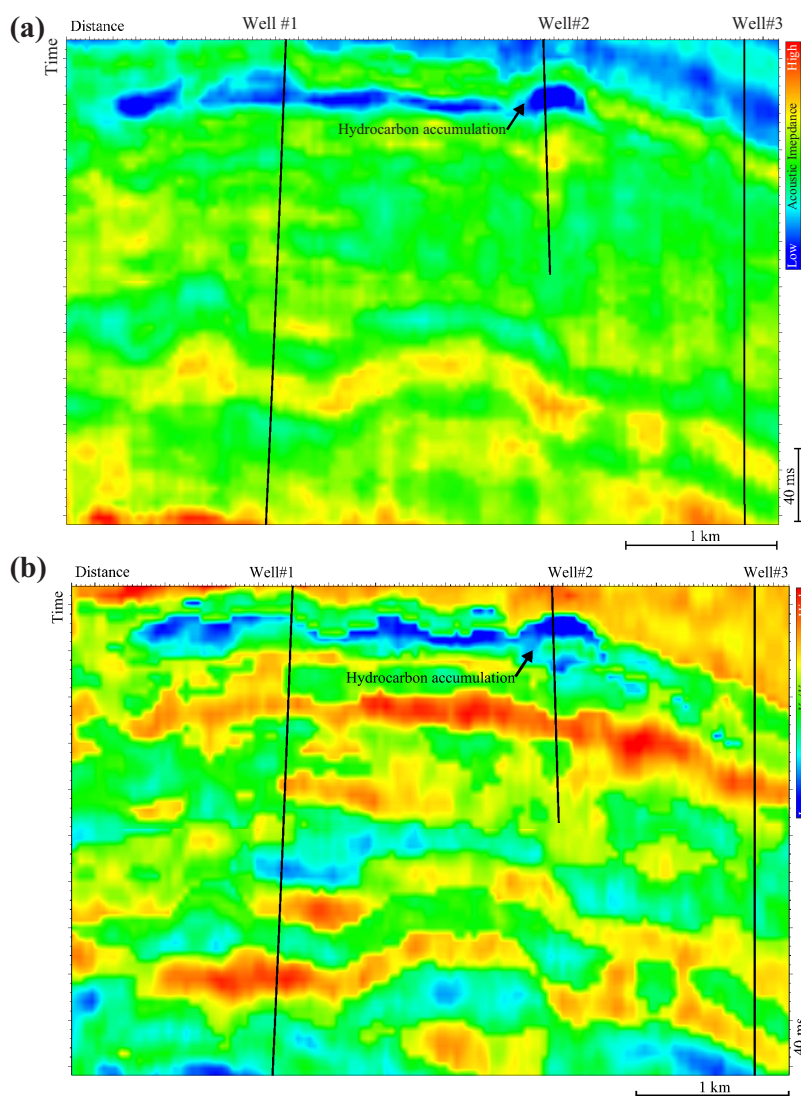 (a)
Distance
Well #1
Well#2
Well#3
Time
High
Acoustic Imepdance
Low
Hydrocarbon accumulation
40 ms
1 km
(b)
Distance
Well#1
Well#2
Well#3
Time
Hydrocarbon accumulation
40 ms
1 km